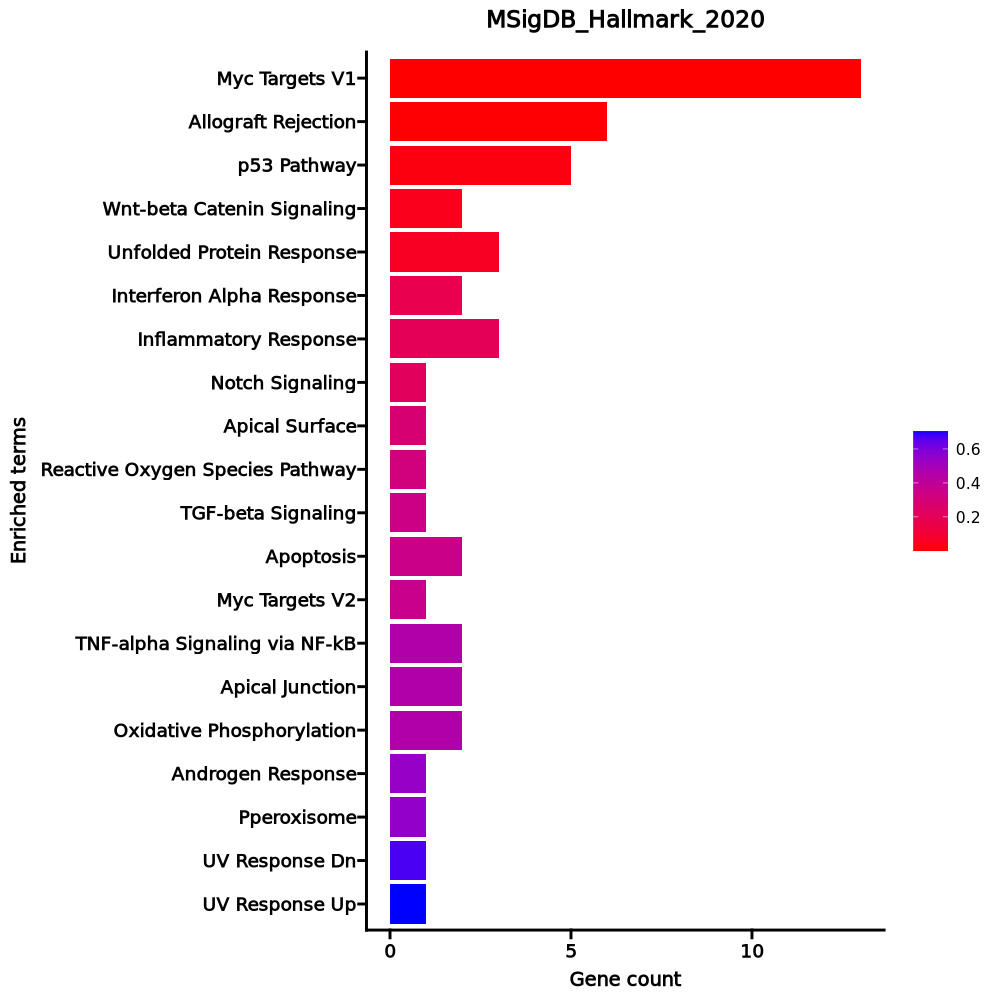 MSigDB_Hallmark_2020
Myc Targets V1
Allograft Rejection
p53 Pathway
Wnt-beta Catenin Signaling
Unfolded Protein Response
Interferon Alpha Response
Inflammatory Response
Notch Signaling
Apical Surface
Reactive Oxygen Species Pathway
TGF-beta Signaling
Apoptosis
Myc Targets V2
TNF-alpha Signaling via NF-kB
Apical Junction
Oxidative Phosphorylation
Androgen Response
Pperoxisome
UV Response Dn
UV Response Up
Enriched terms
0 5 10
Gene count
0.6
0.4
0.2